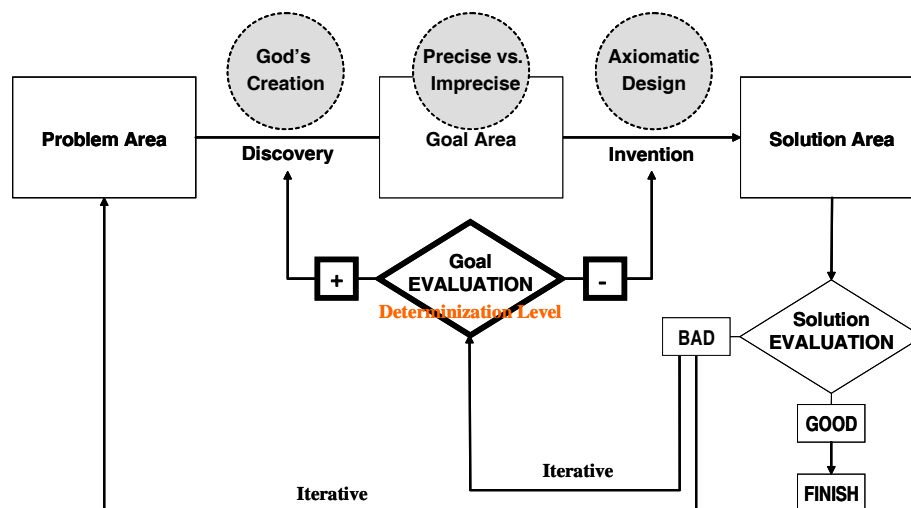 God's
Creation
Precise vs.
Imprecise
Axiomatic
Design
Problem Area
Discovery
Goal Area
Invention
Solution Area
+
Goal
EVALUATION
Determinization Level
-
BAD
Solution
EVALUATION
GOOD
Iterative
Iterative
FINISH